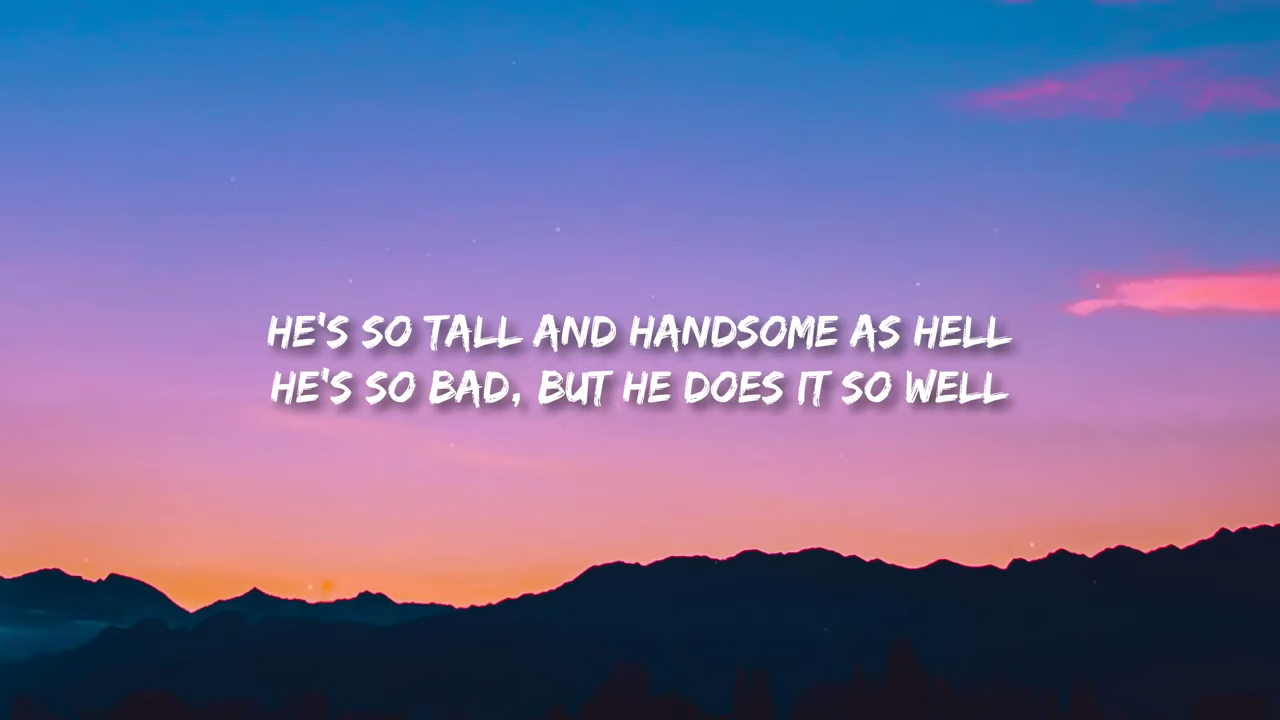 HE'S SO TALL AND HANDSOME AS HELL
HE'S SO BAD, BUT HE DOES IT SO WELL